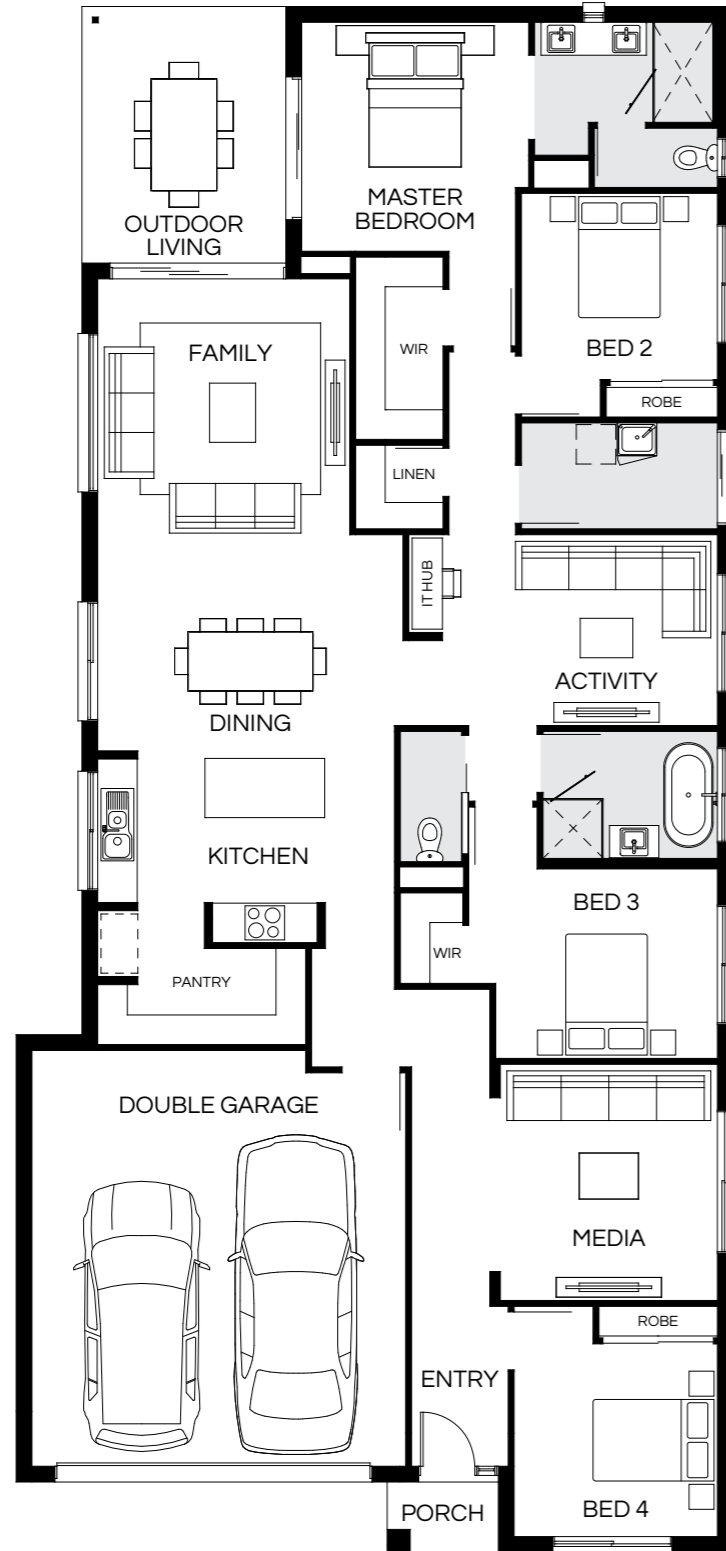 MASTER
BEDROOM
OUTDOOR
LIVING
BED 2
FAMILY
WIR
ROBE
LINEN
IT HUB
ACTIVITY
DINING
KITCHEN
BED 3
WIR
PANTRY
DOUBLE GARAGE
MEDIA
ROBE
ENTRY
BED 4
PORCH